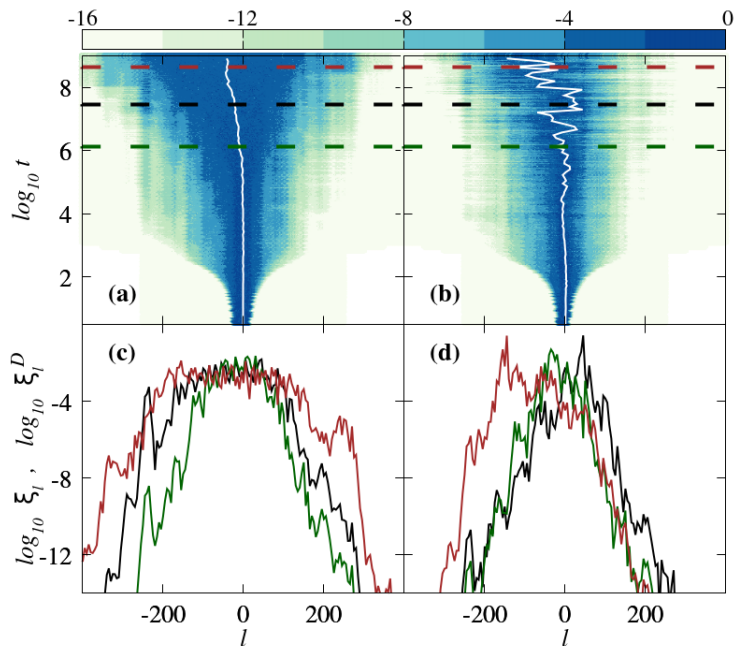 -16 -12 -8 -4 0
8
6
4
2
log₁₀ t
(a) (b)
(c) (d)
-4
-8
-12
log₁₀ ξₗ , log₁₀ ξₗᴰ
-200 0 200 -200 0 200
l l